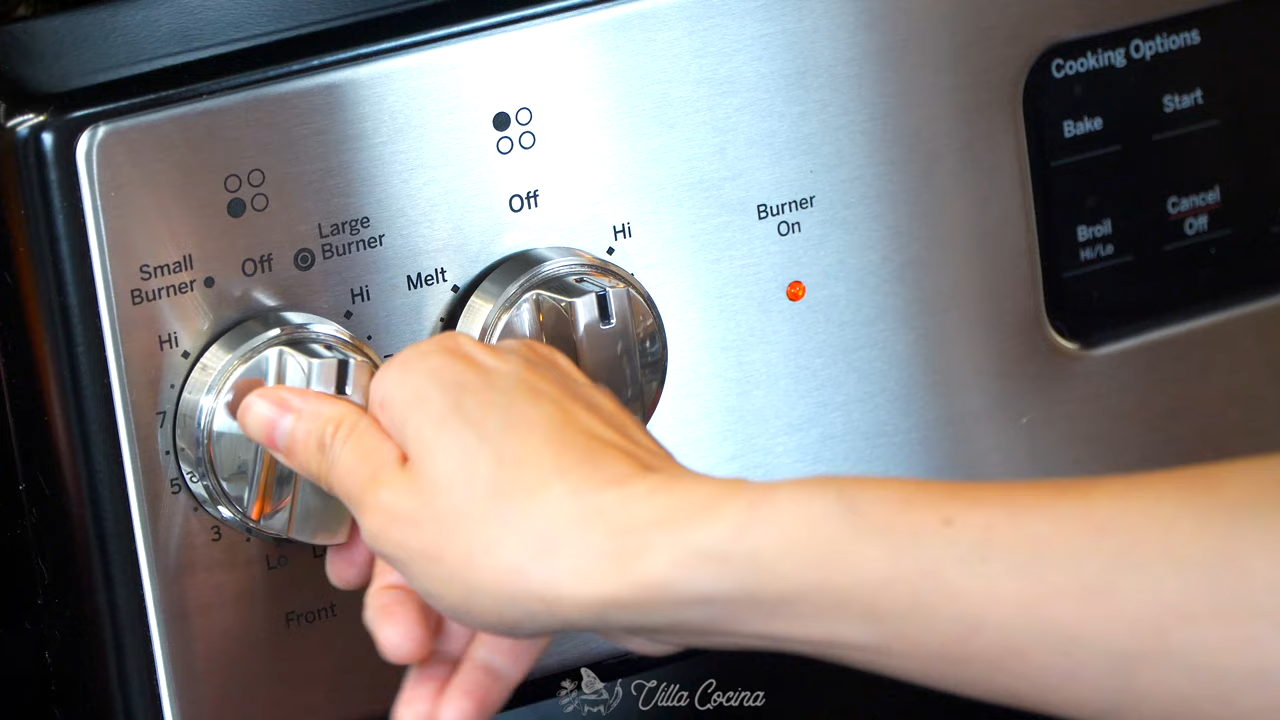 Cooking Options
Bake
Start
Broil
Hi/Lo
Cancel
Off
Burner
On
Off
Hi
Melt
Large
Burner
Small
Burner
Off
Hi
Hi
7
5
3
Lo
Front
Villa Cocina